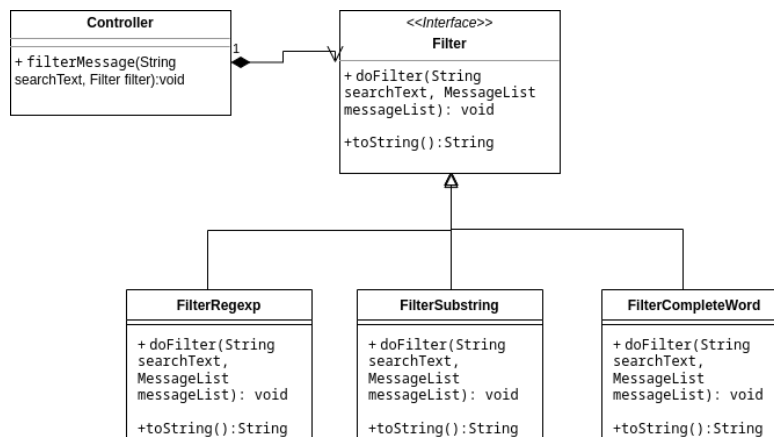 Controller
+ filterMessage(String
searchText, Filter filter):void
1
<<Interface>>
Filter
+ doFilter(String
searchText, MessageList
messageList): void
+toString():String
FilterRegexp
+ doFilter(String
searchText,
MessageList
messageList): void
+toString():String
FilterSubstring
+ doFilter(String
searchText,
MessageList
messageList): void
+toString():String
FilterCompleteWord
+ doFilter(String
searchText,
MessageList
messageList): void
+toString():String